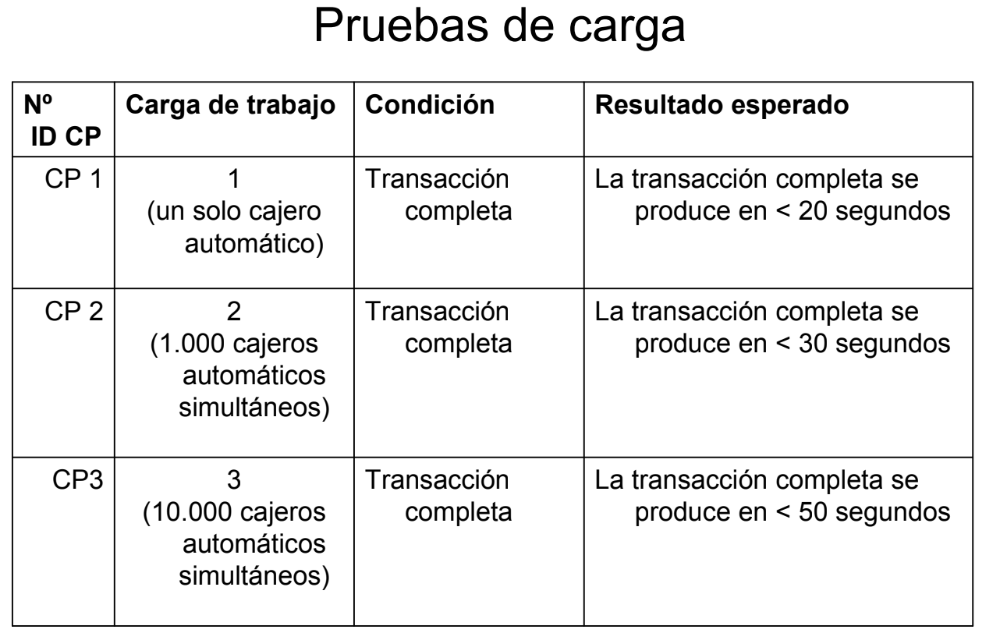 Pruebas de carga
Nº
ID CP
Carga de trabajo
Condición
Resultado esperado
CP 1
1
(un solo cajero
automático)
Transacción
completa
La transacción completa se
produce en < 20 segundos
CP 2
2
(1.000 cajeros
automáticos
simultáneos)
Transacción
completa
La transacción completa se
produce en < 30 segundos
CP3
3
(10.000 cajeros
automáticos
simultáneos)
Transacción
completa
La transacción completa se
produce en < 50 segundos